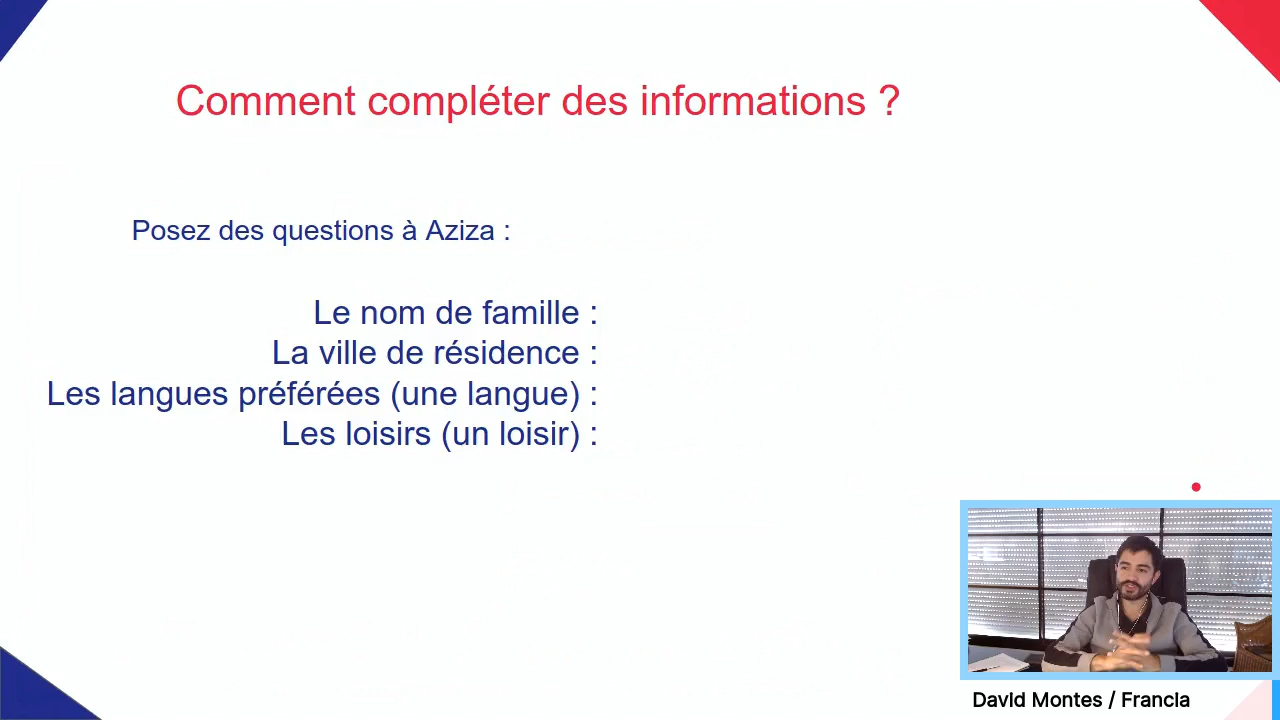 Comment compléter des informations ?
Posez des questions à Aziza :
Le nom de famille :
La ville de résidence :
Les langues préférées (une langue) :
Les loisirs (un loisir) :
David Montes / Francia